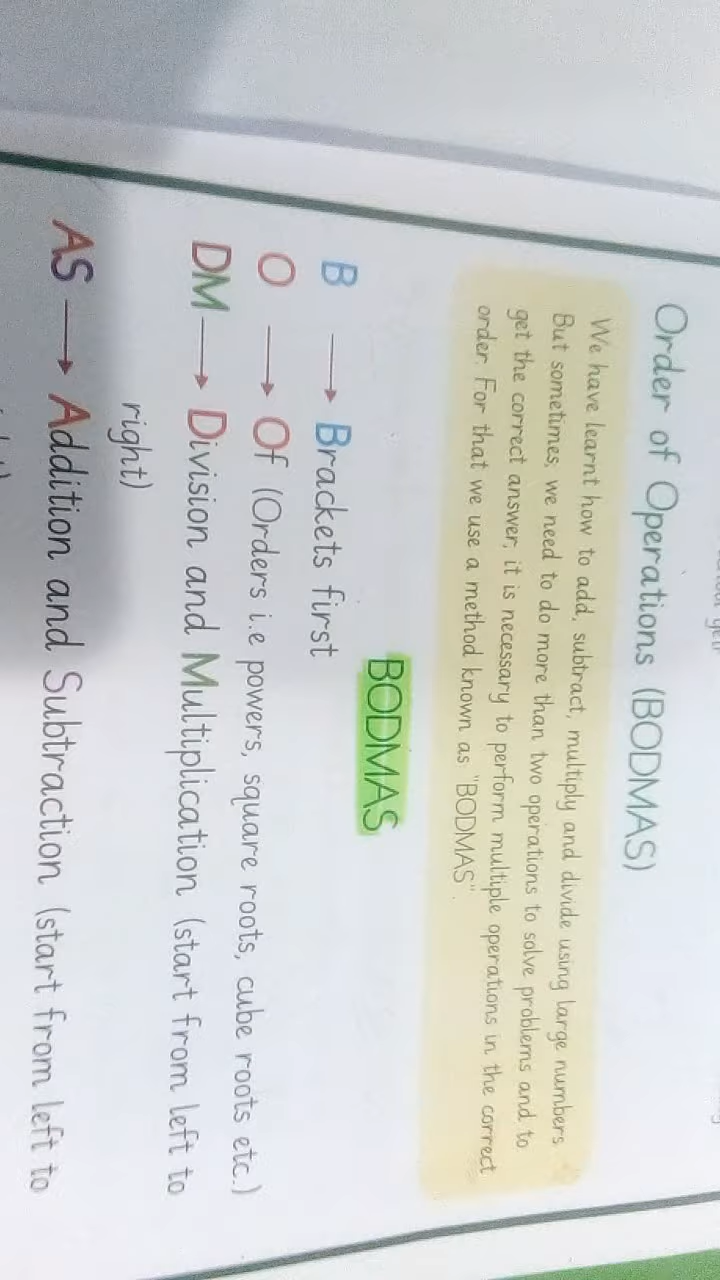 Order of Operations (BODMAS)
We have learnt how to add, subtract, multiply and divide using large numbers.
But sometimes, we need to do more than two operations to solve problems and to
get the correct answer, it is necessary to perform multiple operations in the correct
order. For that we use a method known as "BODMAS".
BODMAS
B → Brackets first
O → Of (Orders i.e powers, square roots, cube roots etc.)
DM → Division and Multiplication (start from left to
right)
AS → Addition and Subtraction (start from left to